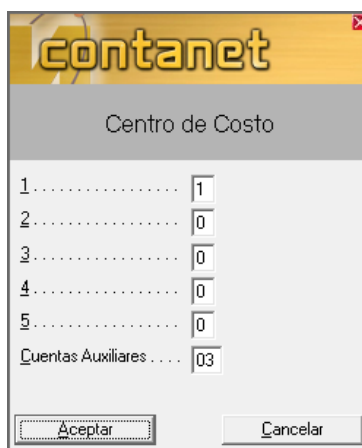 contanet
Centro de Costo
1 . . . . . . . . . . . . . . . . . 1
2 . . . . . . . . . . . . . . . . . 0
3 . . . . . . . . . . . . . . . . . 0
4 . . . . . . . . . . . . . . . . . 0
5 . . . . . . . . . . . . . . . . . 0
Cuentas Auxiliares . . . . 03
Aceptar Cancelar